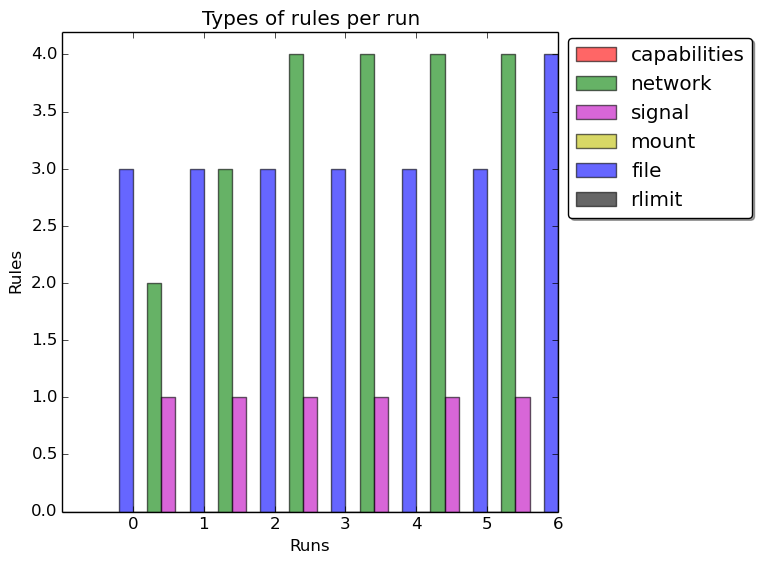 Types of rules per run
4.0
3.5
3.0
2.5
2.0
1.5
1.0
0.5
0.0
Rules
0 1 2 3 4 5 6
Runs
capabilities
network
signal
mount
file
rlimit